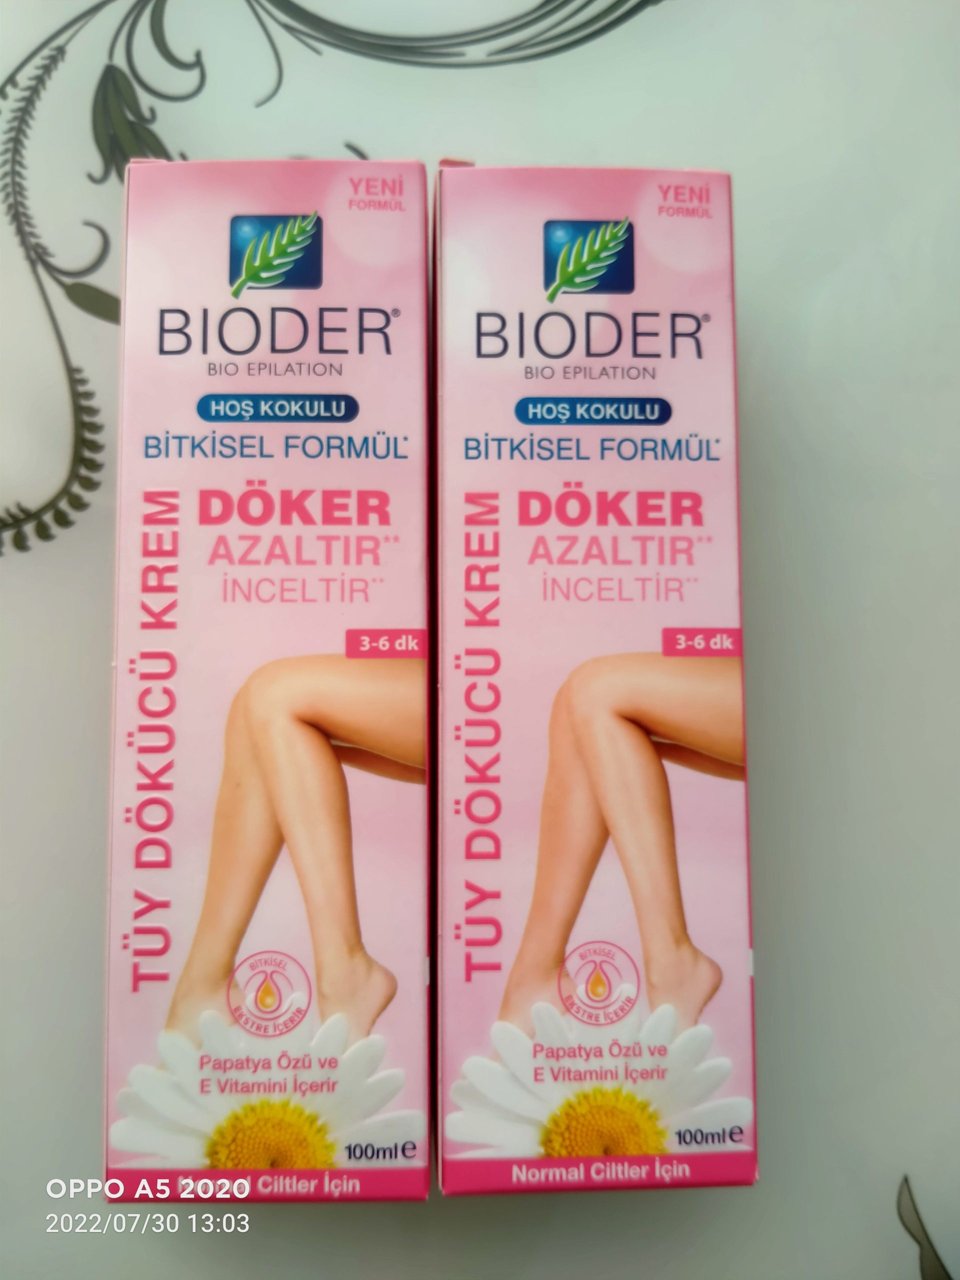 YENİ
FORMÜL
BIODER®
BIO EPILATION
HOŞ KOKULU
BİTKİSEL FORMÜL*
TÜY DÖKÜCÜ KREM
DÖKER
AZALTIR**
İNCELTİR**
3-6 dk
BİTKİSEL
EKSTRE İÇERİR
Papatya Özü ve
E Vitamini İçerir
100ml e
Normal Ciltler İçin
YENİ
FORMÜL
BIODER®
BIO EPILATION
HOŞ KOKULU
BİTKİSEL FORMÜL*
TÜY DÖKÜCÜ KREM
DÖKER
AZALTIR**
İNCELTİR**
3-6 dk
BİTKİSEL
EKSTRE İÇERİR
Papatya Özü ve
E Vitamini İçerir
100ml e
Normal Ciltler İçin
OPPO A5 2020
2022/07/30 13:03